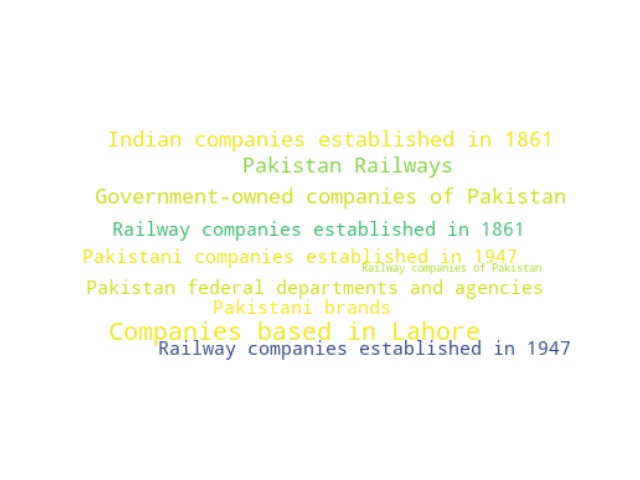 Indian companies established in 1861
Pakistan Railways
Government-owned companies of Pakistan
Railway companies established in 1861
Pakistani companies established in 1947
Railway companies of Pakistan
Pakistan federal departments and agencies
Pakistani brands
Companies based in Lahore
Railway companies established in 1947